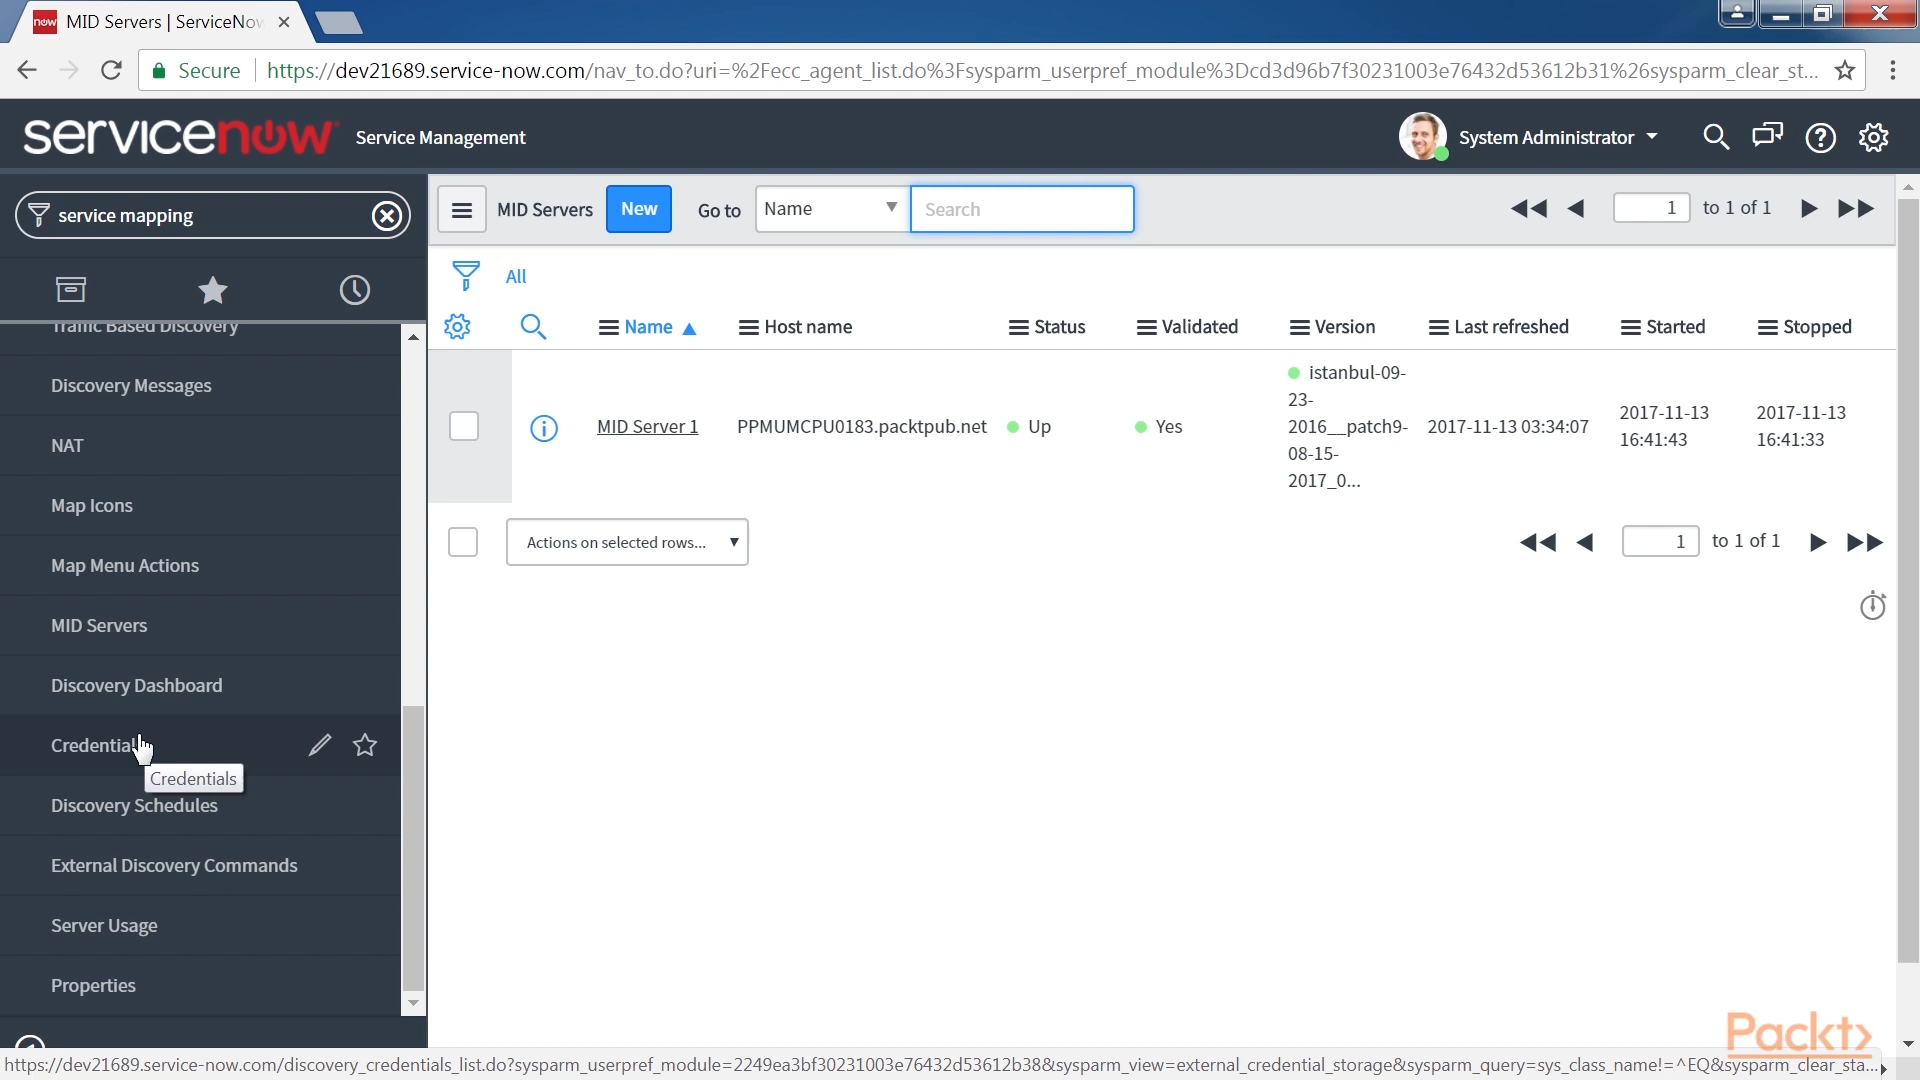 now MID Servers | ServiceNow
Secure https://dev21689.service-now.com/nav_to.do?uri=%2Fecc_agent_list.do%3Fsysparm_userpref_module%3Dcd3d96b7f30231003e76432d53612b31%26sysparm_clear_st...
servicenow Service Management System Administrator
service mapping
MID Servers New Go to Name Search 1 to 1 of 1
All
Name Host name Status Validated Version Last refreshed Started Stopped
MID Server 1 PPMUMCPU0183.packtpub.net Up Yes
istanbul-09-
23-
2016__patch9-
08-15-
2017_0...
2017-11-13 03:34:07
2017-11-13
16:41:43
2017-11-13
16:41:33
Actions on selected rows... 1 to 1 of 1
Traffic Based Discovery
Discovery Messages
NAT
Map Icons
Map Menu Actions
MID Servers
Discovery Dashboard
Credential
Credentials
Discovery Schedules
External Discovery Commands
Server Usage
Properties
Packt>
https://dev21689.service-now.com/discovery_credentials_list.do?sysparm_userpref_module=2249ea3bf30231003e76432d53612b38&sysparm_view=external_credential_storage&sysparm_query=sys_class_name!=^EQ&sysparm_clear_sta...